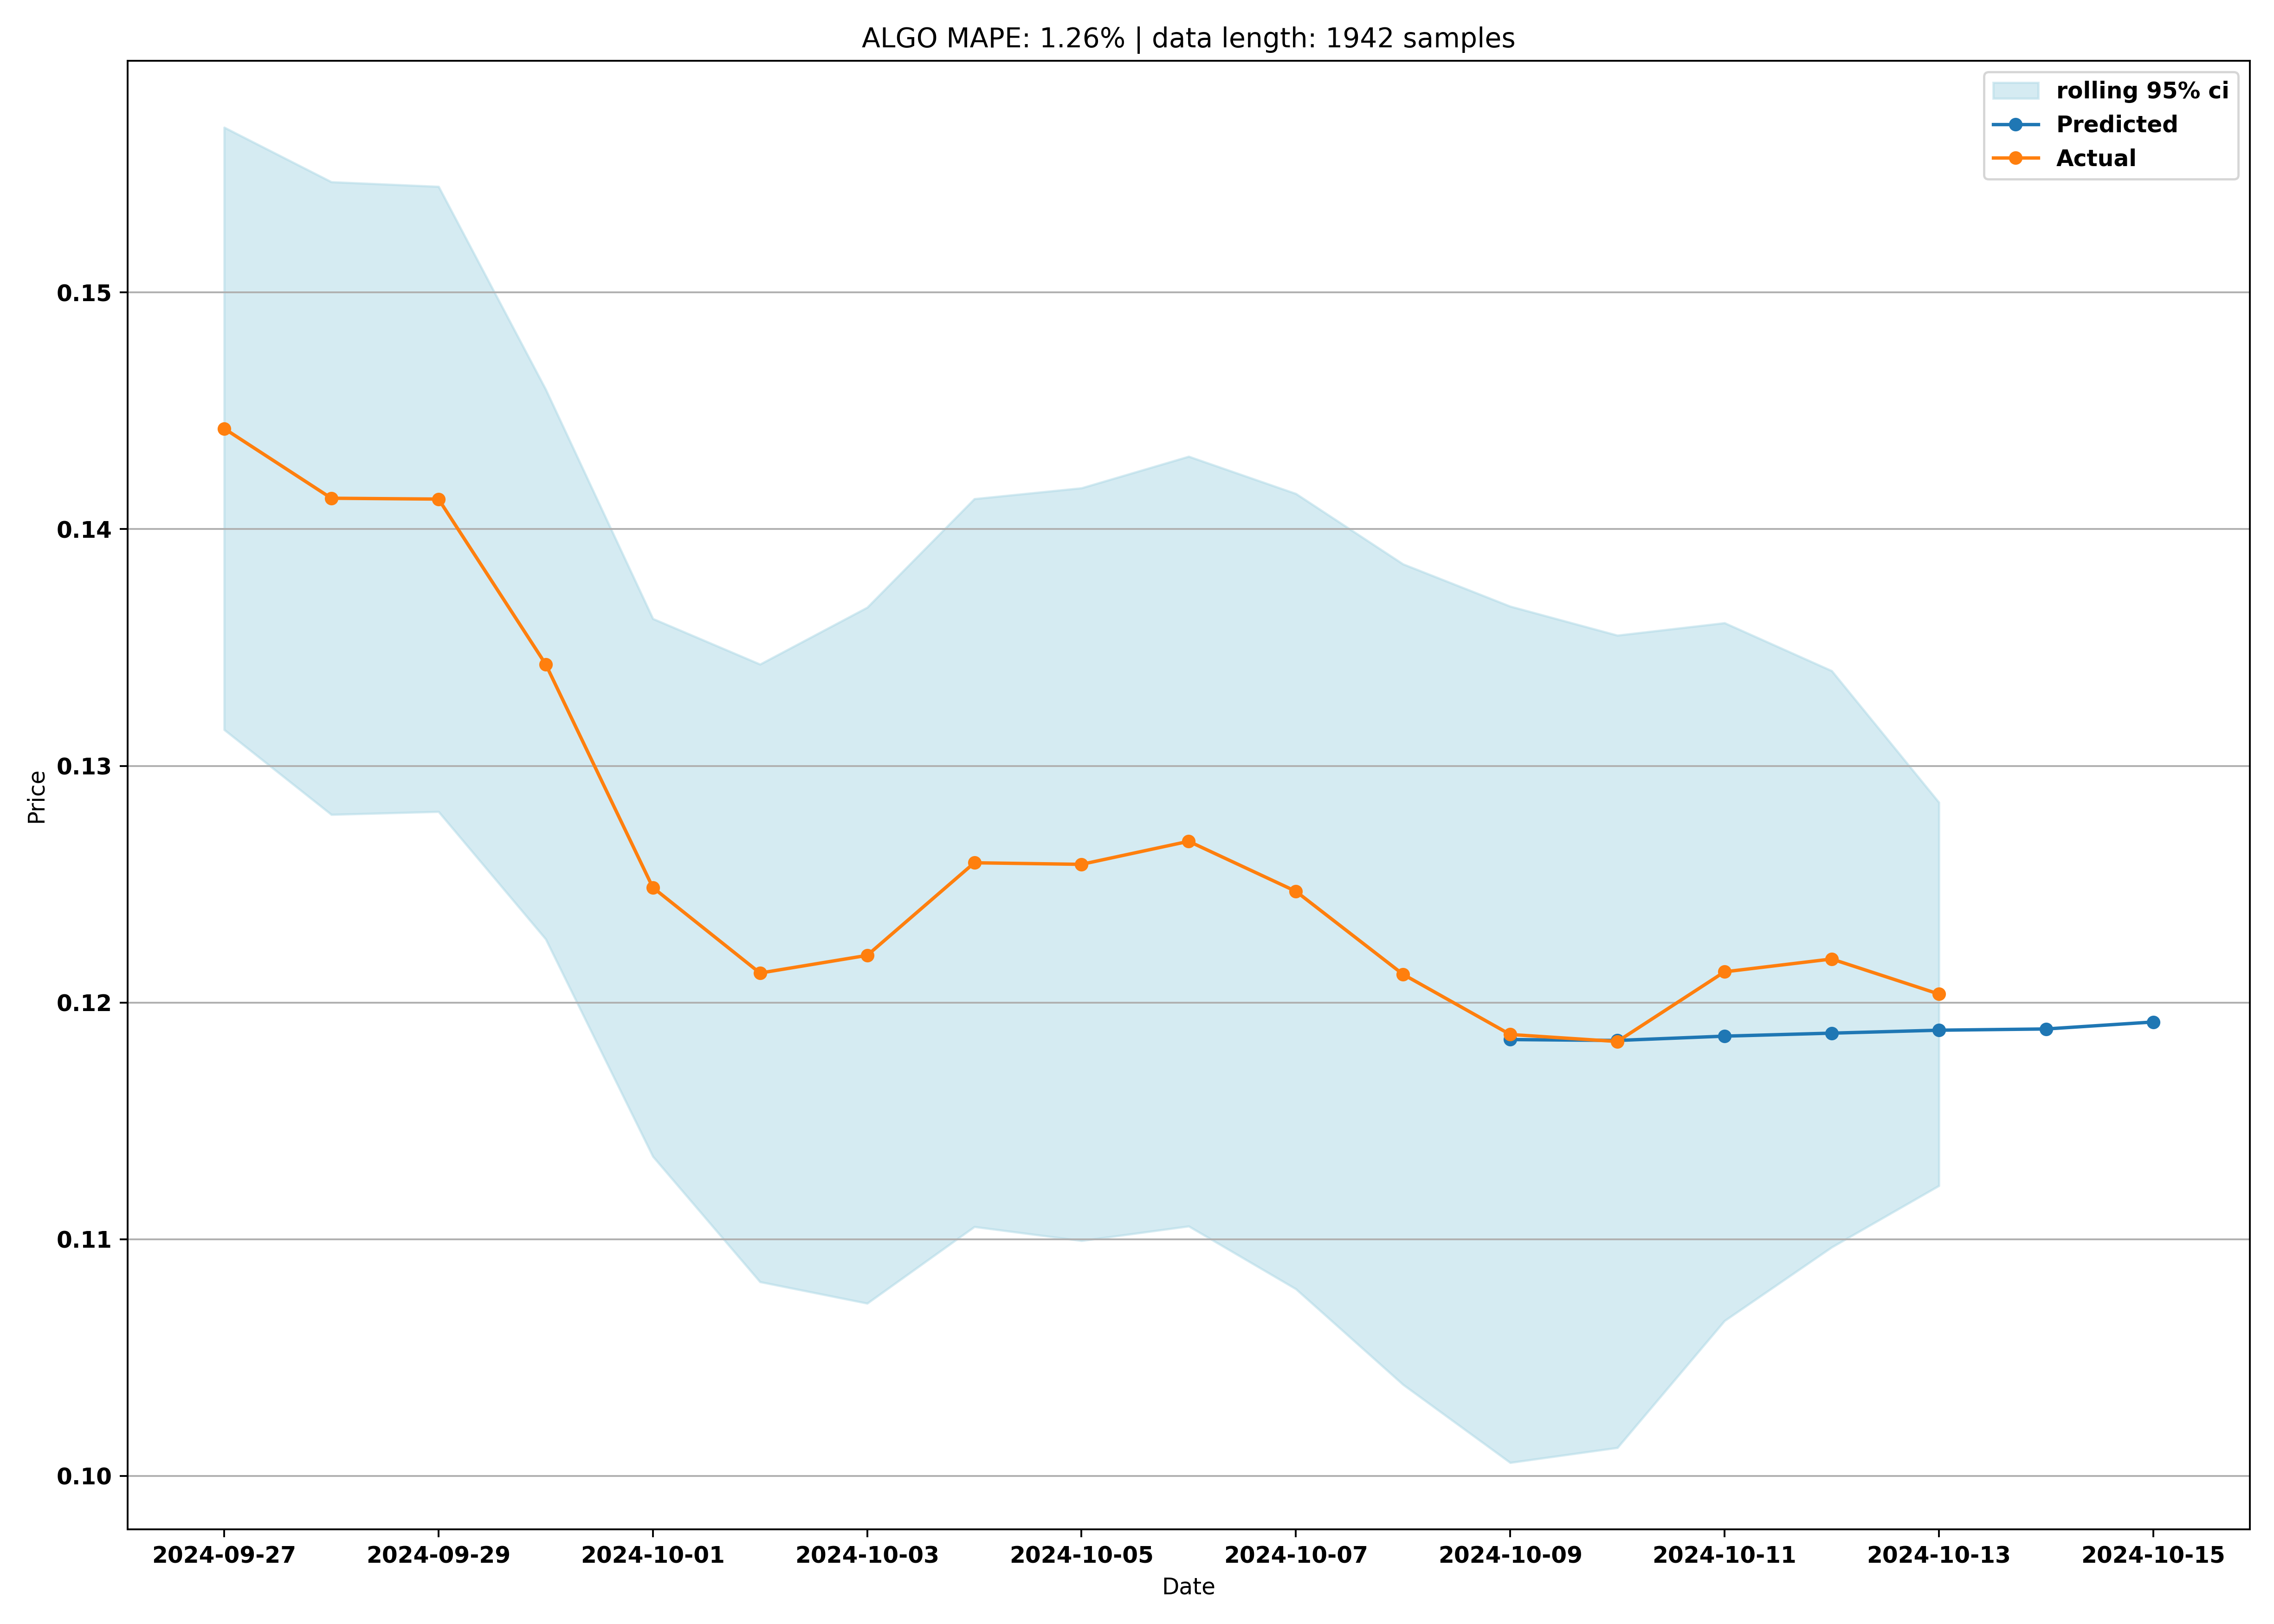 ALGO MAPE: 1.26% | data length: 1942 samples
rolling 95% ci
Predicted
Actual
0.15
0.14
0.13
0.12
0.11
0.10
Price
2024-09-27 2024-09-29 2024-10-01 2024-10-03 2024-10-05 2024-10-07 2024-10-09 2024-10-11 2024-10-13 2024-10-15
Date